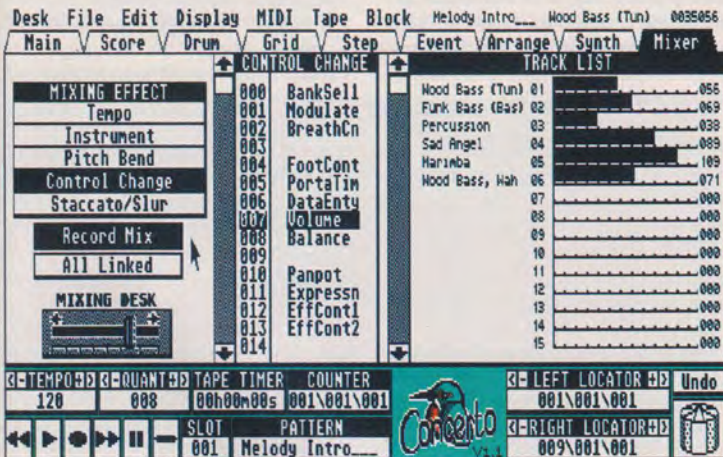 Desk File Edit Display MIDI Tape Block Melody Intro___ Wood Bass (Tun) 0035056
Main Score Drum Grid Step Event Arrange Synth Mixer
MIXING EFFECT
Tempo
Instrument
Pitch Bend
Control Change
Staccato/Slur
Record Mix
All Linked
MIXING DESK
CONTROL CHANGE
000 BankSell
001 Modulate
002 BreathCn
003
004 FootCont
005 PortaTim
006 DataEnty
007 Volume
008 Balance
009
010 Panpot
011 Expressn
012 EffCont1
013 EffCont2
014
TRACK LIST
Wood Bass (Tun) 01 056
Funk Bass (Bas) 02 069
Percussion 03 038
Sad Angel 04 089
Marimba 05 109
Wood Bass, Wah 06 071
07 000
08 000
09 000
10 000
11 000
12 000
13 000
14 000
15 000
<-TEMPO+> <-QUANT+> TAPE TIMER COUNTER
120 008 00h00m00s 001\001\001
SLOT PATTERN
001 Melody Intro___
Concerto V1.1
<- LEFT LOCATOR +> Undo
001\001\001
<-RIGHT LOCATOR+>
009\001\001